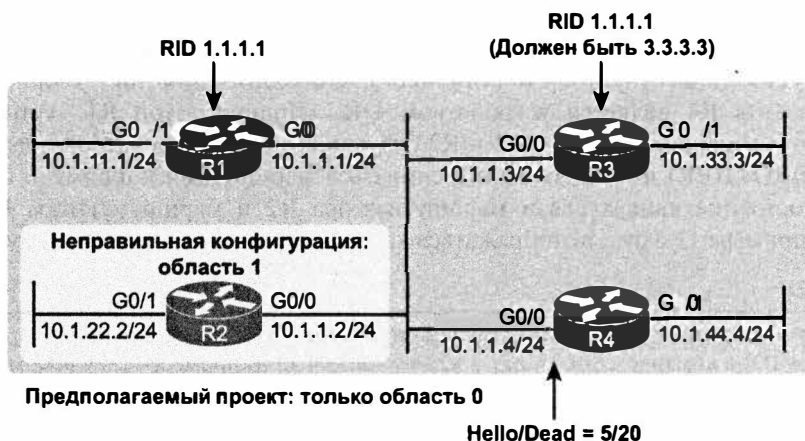 RID 1.1.1.1
RID 1.1.1.1
(Должен быть 3.3.3.3)
G0 /1
G0/0
10.1.11.1/24
R1
10.1.1.1/24
G0/0
G 0 /1
10.1.1.3/24
R3
10.1.33.3/24
Неправильная конфигурация:
область 1
G0/1
G0/0
10.1.22.2/24
R2
10.1.1.2/24
G0/0
G /01
10.1.1.4/24
R4
10.1.44.4/24
Предполагаемый проект: только область 0
Hello/Dead = 5/20